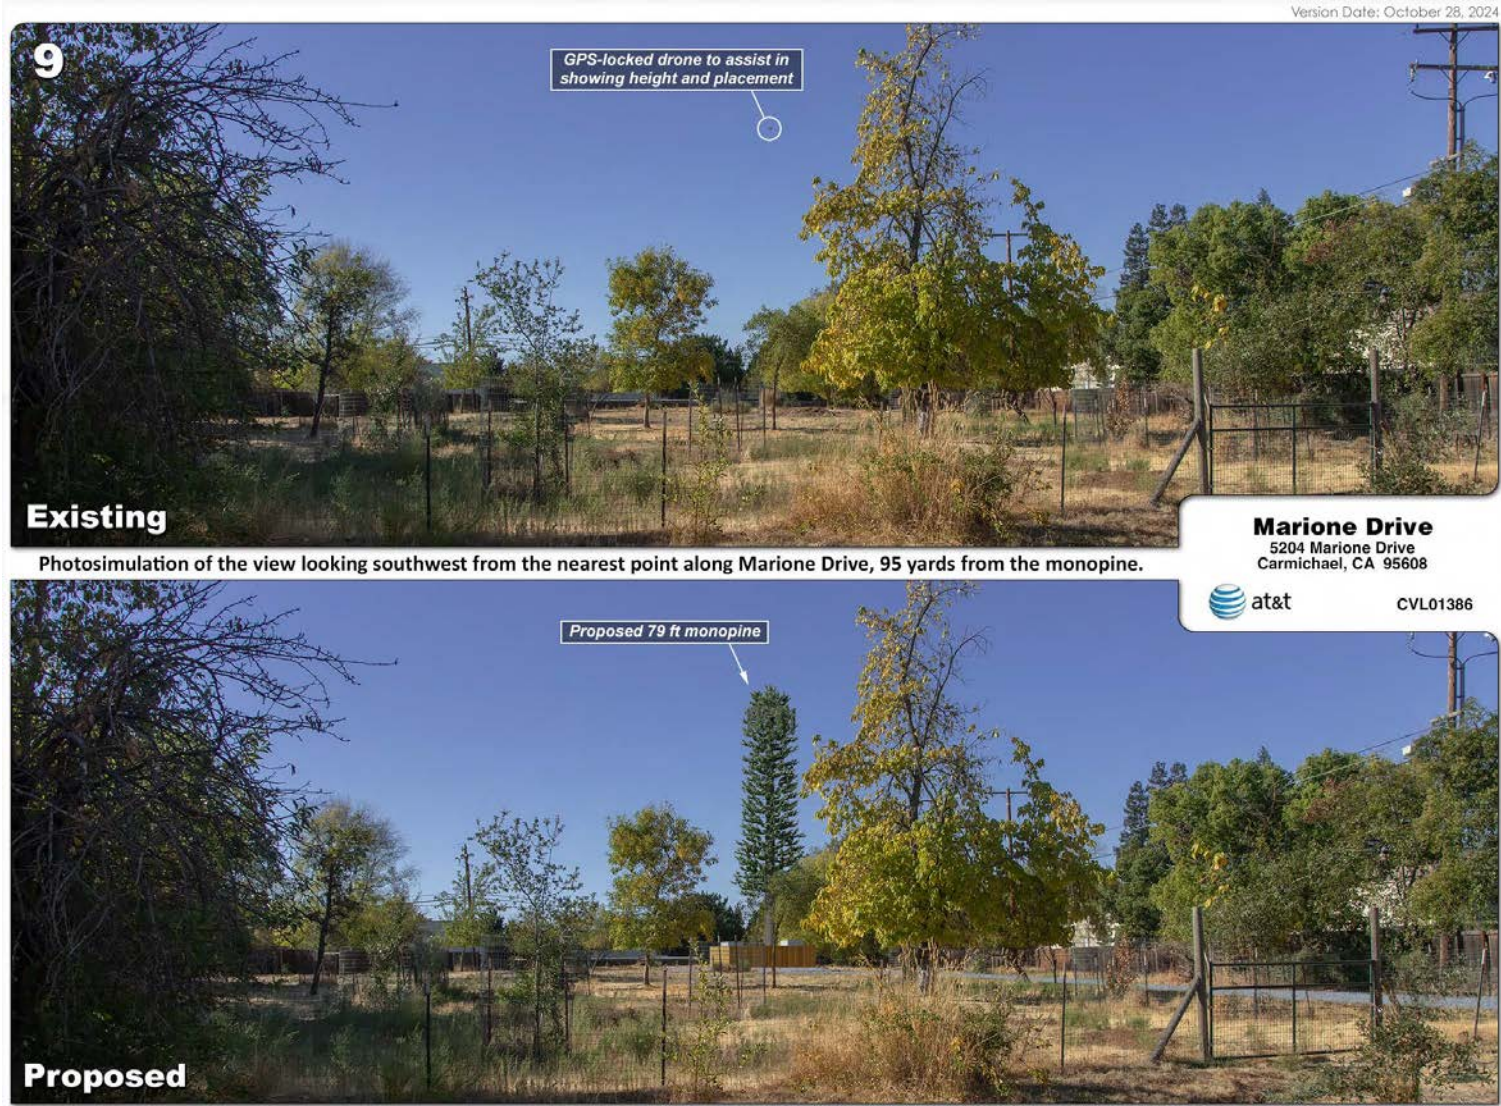 Version Date: October 28, 2024
9
GPS-locked drone to assist in
showing height and placement
Existing
Marione Drive
5204 Marione Drive
Carmichael, CA 95608
at&t
CVL01386
Photosimulation of the view looking southwest from the nearest point along Marione Drive, 95 yards from the monopine.
Proposed 79 ft monopine
Proposed